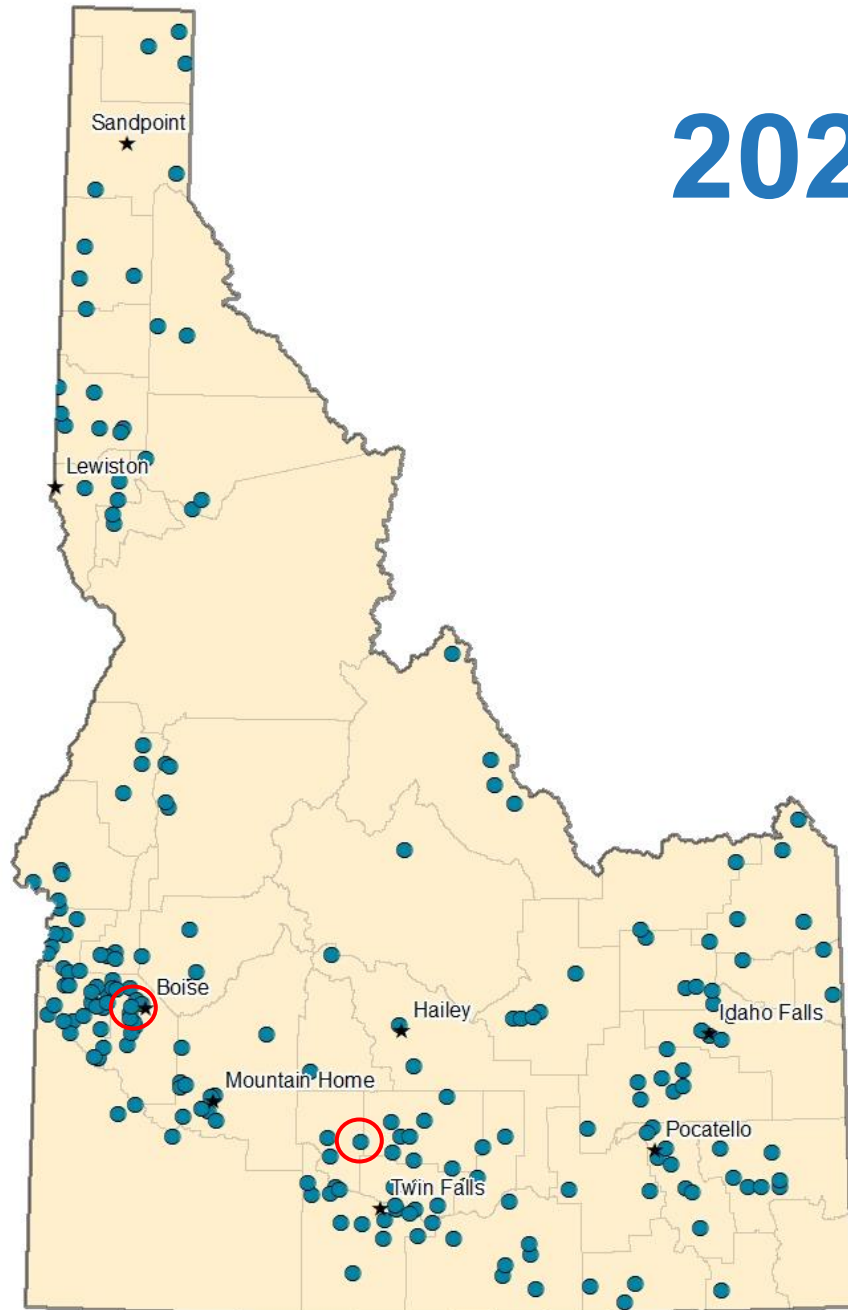 202
Sandpoint
Lewiston
Boise
Hailey
Idaho Falls
Mountain Home
Pocatello
Twin Falls